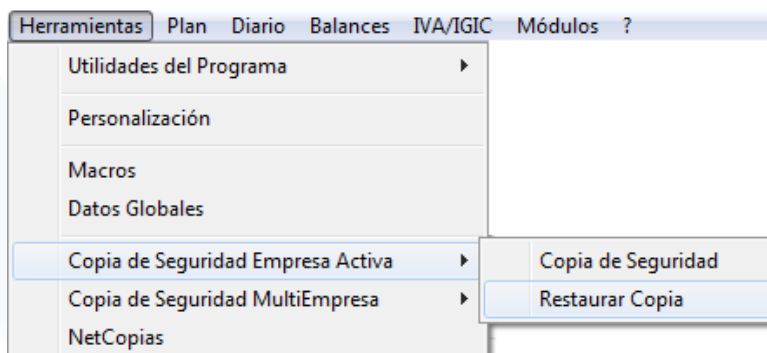 Herramientas Plan Diario Balances IVA/IGIC Módulos ?
Utilidades del Programa
Personalización
Macros
Datos Globales
Copia de Seguridad Empresa Activa
Copia de Seguridad
Copia de Seguridad MultiEmpresa
Restaurar Copia
NetCopias